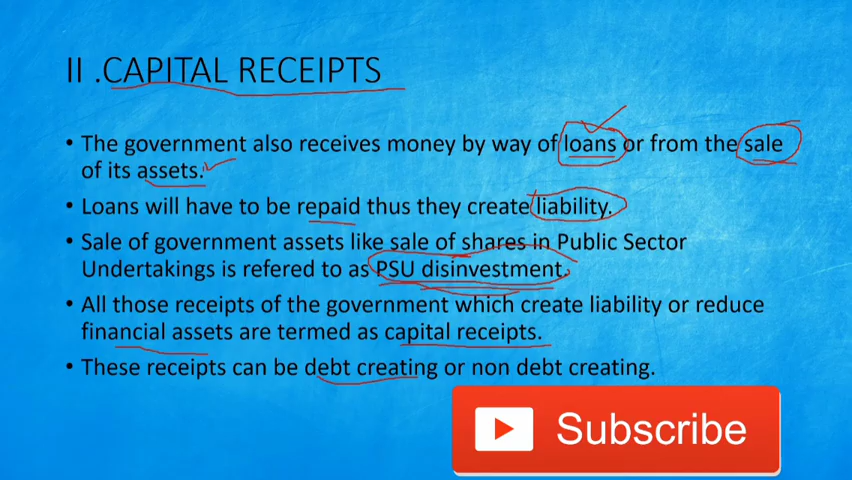 II .CAPITAL RECEIPTS
• The government also receives money by way of loans or from the sale
of its assets.
• Loans will have to be repaid thus they create liability.
• Sale of government assets like sale of shares in Public Sector
Undertakings is refered to as PSU disinvestment.
• All those receipts of the government which create liability or reduce
financial assets are termed as capital receipts.
• These receipts can be debt creating or non debt creating.
Subscribe